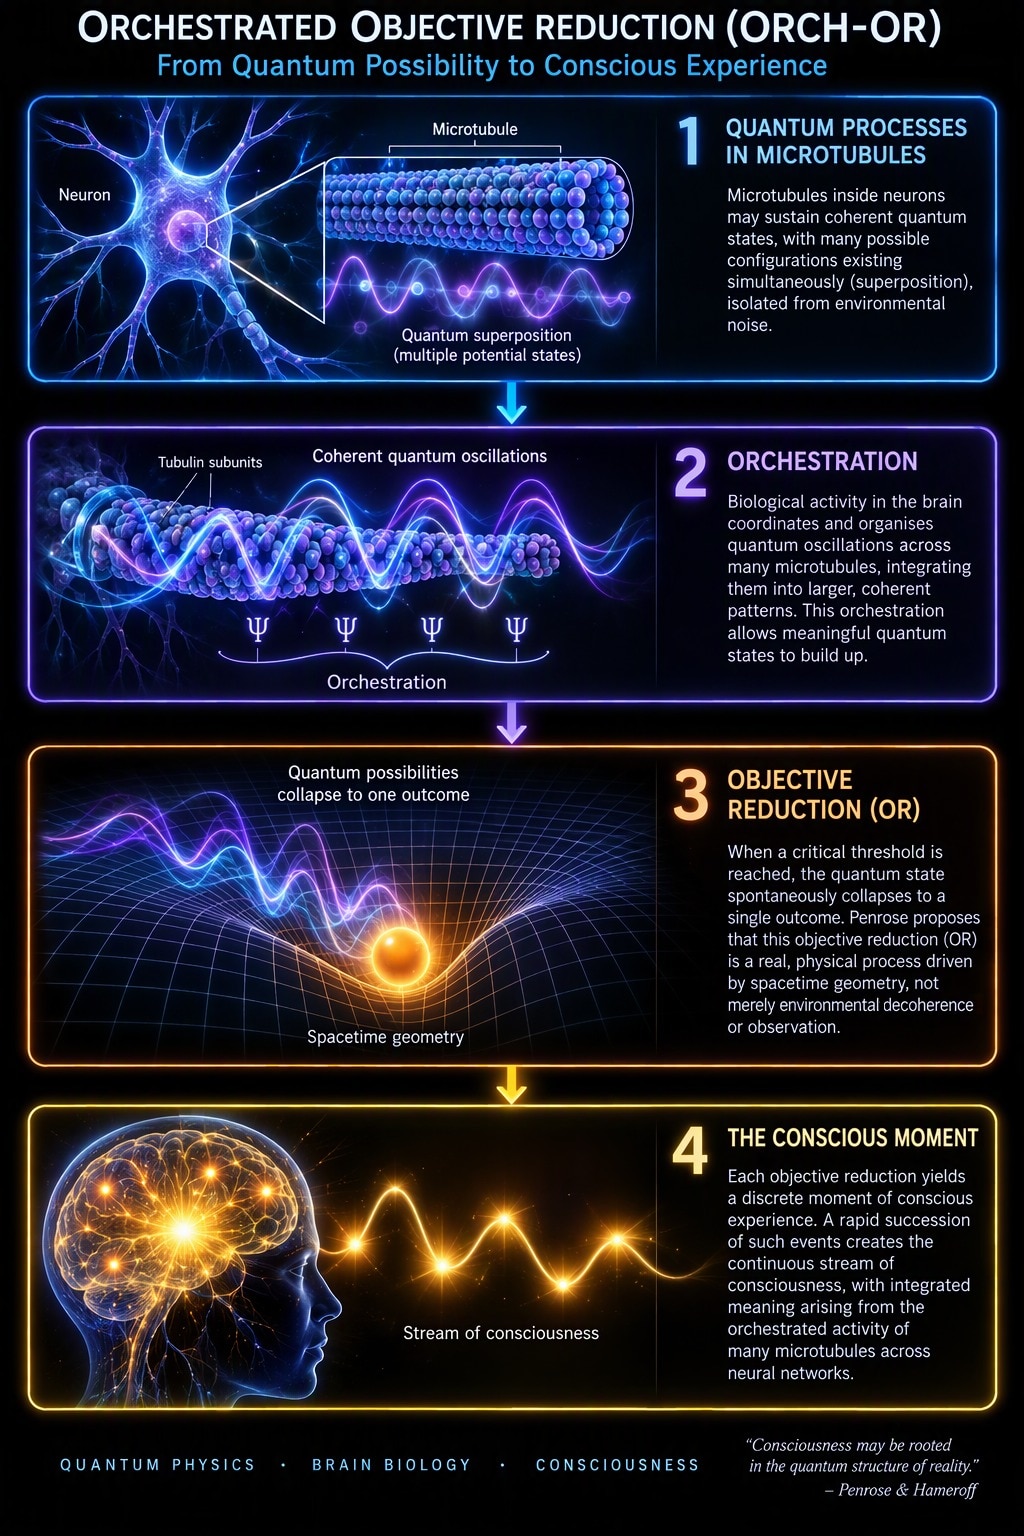 ORCHESTRATED OBJECTIVE REDUCTION (ORCH-OR)
From Quantum Possibility to Conscious Experience
Neuron
Microtubule
Quantum superposition
(multiple potential states)
1
QUANTUM PROCESSES
IN MICROTUBULES
Microtubules inside neurons
may sustain coherent quantum
states, with many possible
configurations existing
simultaneously (superposition),
isolated from environmental
noise.
Tubulin subunits
Coherent quantum oscillations
Ψ Ψ Ψ Ψ
Orchestration
2
ORCHESTRATION
Biological activity in the brain
coordinates and organises
quantum oscillations across
many microtubules, integrating
them into larger, coherent
patterns. This orchestration
allows meaningful quantum
states to build up.
Quantum possibilities
collapse to one outcome
Spacetime geometry
3
OBJECTIVE
REDUCTION (OR)
When a critical threshold is
reached, the quantum state
spontaneously collapses to a
single outcome. Penrose proposes
that this objective reduction (OR)
is a real, physical process driven
by spacetime geometry, not
merely environmental decoherence
or observation.
Stream of consciousness
4
THE CONSCIOUS MOMENT
Each objective reduction yields
a discrete moment of conscious
experience. A rapid succession
of such events creates the
continuous stream of
consciousness, with integrated
meaning arising from the
orchestrated activity of
many microtubules across
neural networks.
QUANTUM PHYSICS • BRAIN BIOLOGY • CONSCIOUSNESS
“Consciousness may be rooted
in the quantum structure of reality.”
– Penrose & Hameroff